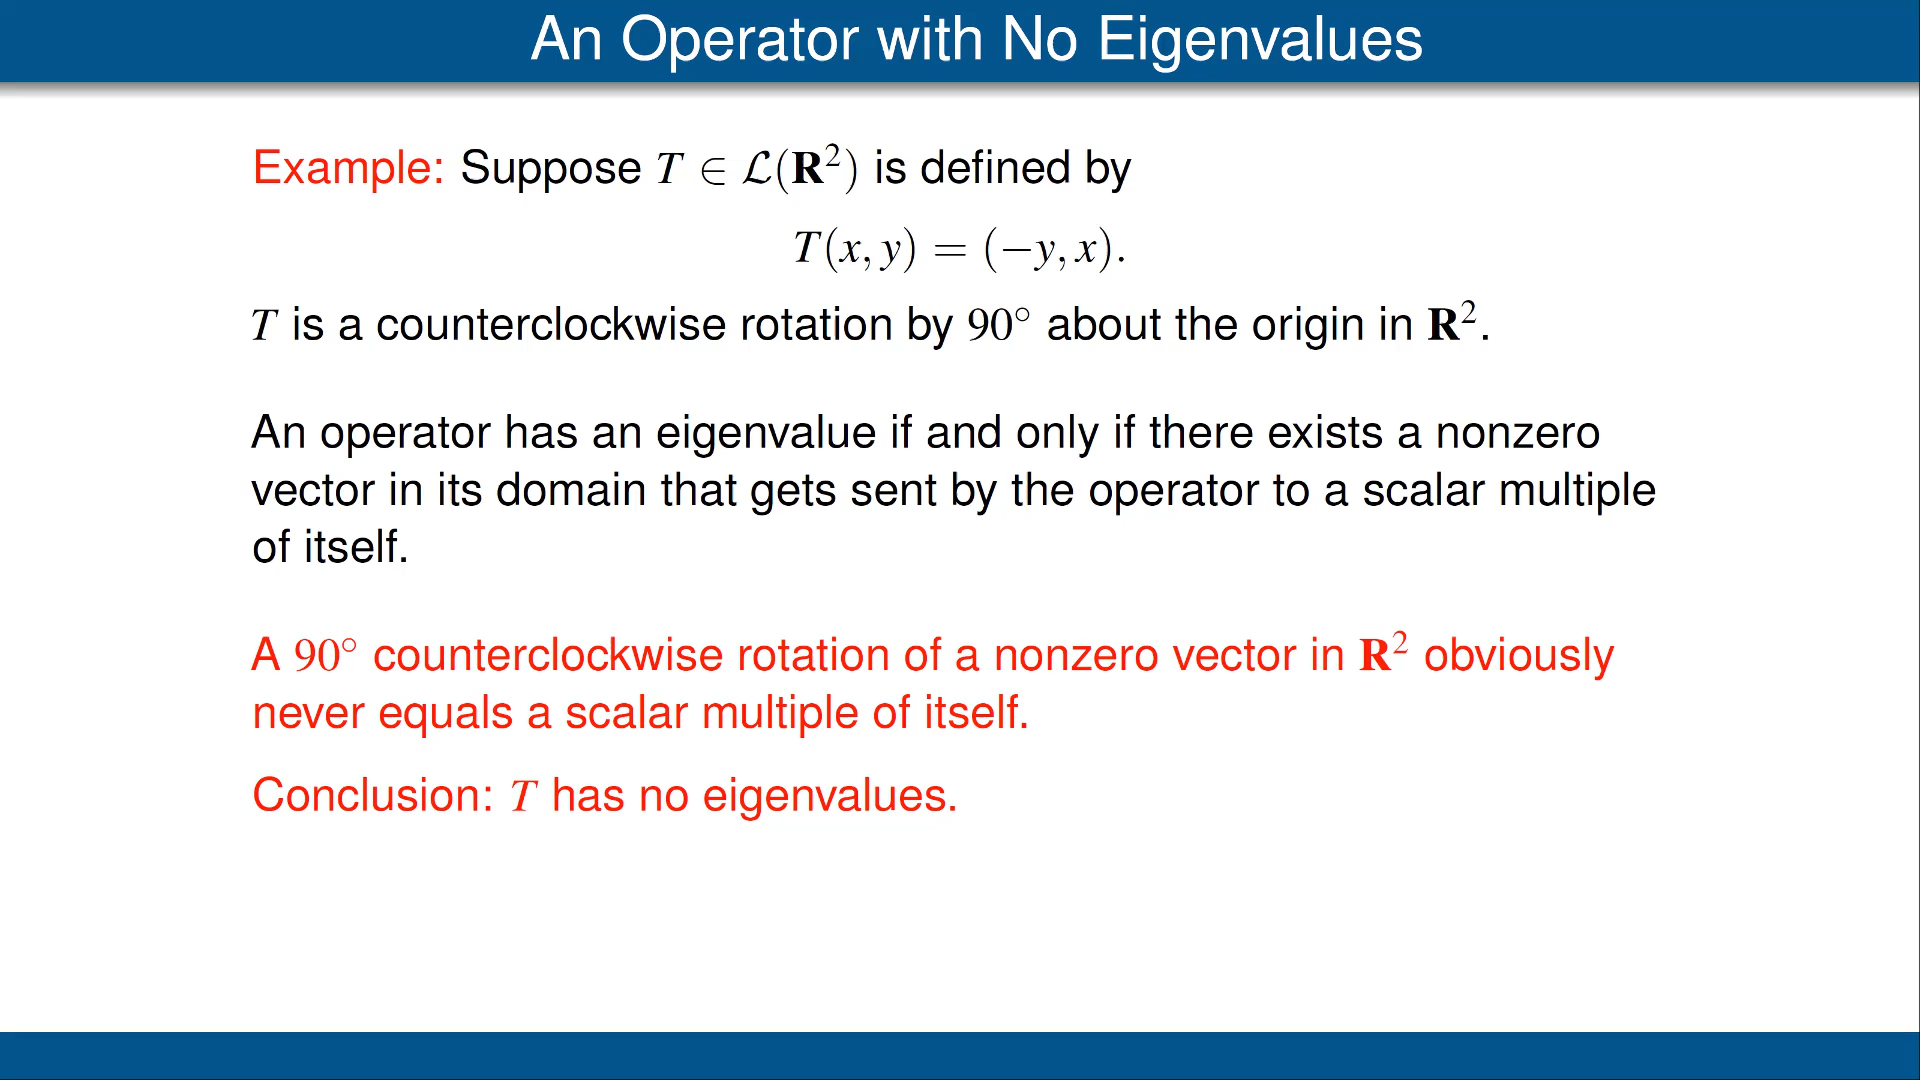 An Operator with No Eigenvalues
Example: Suppose T ∈ ℒ(R²) is defined by
T(x, y) = (−y, x).
T is a counterclockwise rotation by 90° about the origin in R².
An operator has an eigenvalue if and only if there exists a nonzero
vector in its domain that gets sent by the operator to a scalar multiple
of itself.
A 90° counterclockwise rotation of a nonzero vector in R² obviously
never equals a scalar multiple of itself.
Conclusion: T has no eigenvalues.